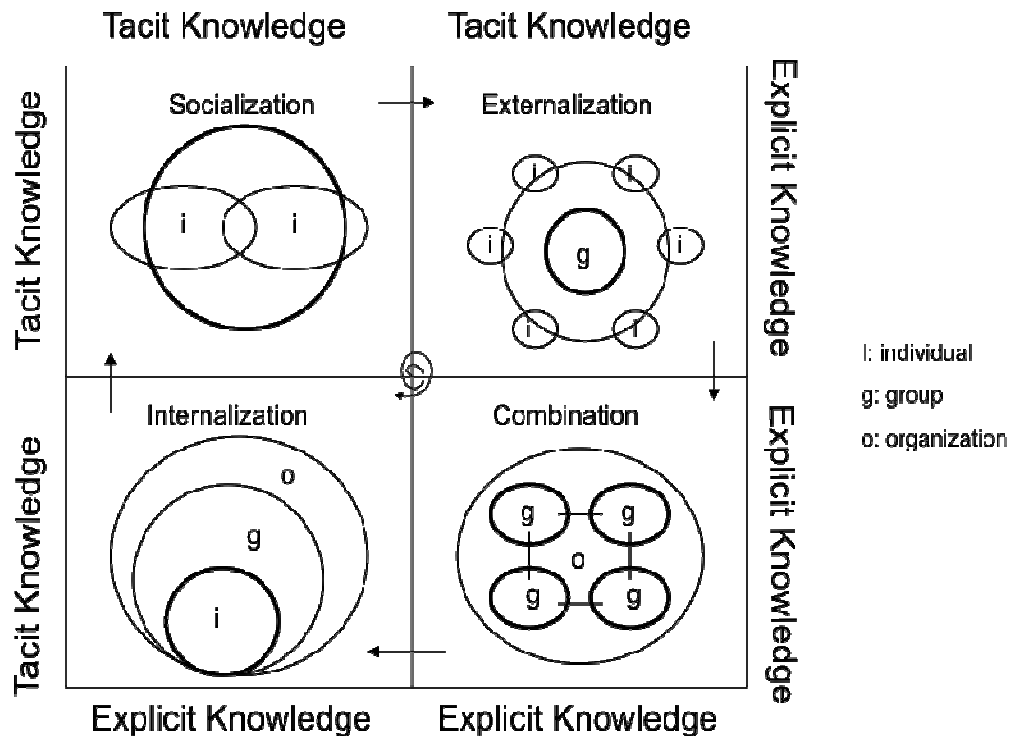 Tacit Knowledge
Tacit Knowledge
Tacit Knowledge
Socialization
Externalization
Explicit Knowledge
i
i
i
i
i
g
i
i
i
Internalization
Combination
Tacit Knowledge
o
g
i
g
g
o
g
g
Explicit Knowledge
Explicit Knowledge
Explicit Knowledge
I: individual
g: group
o: organization